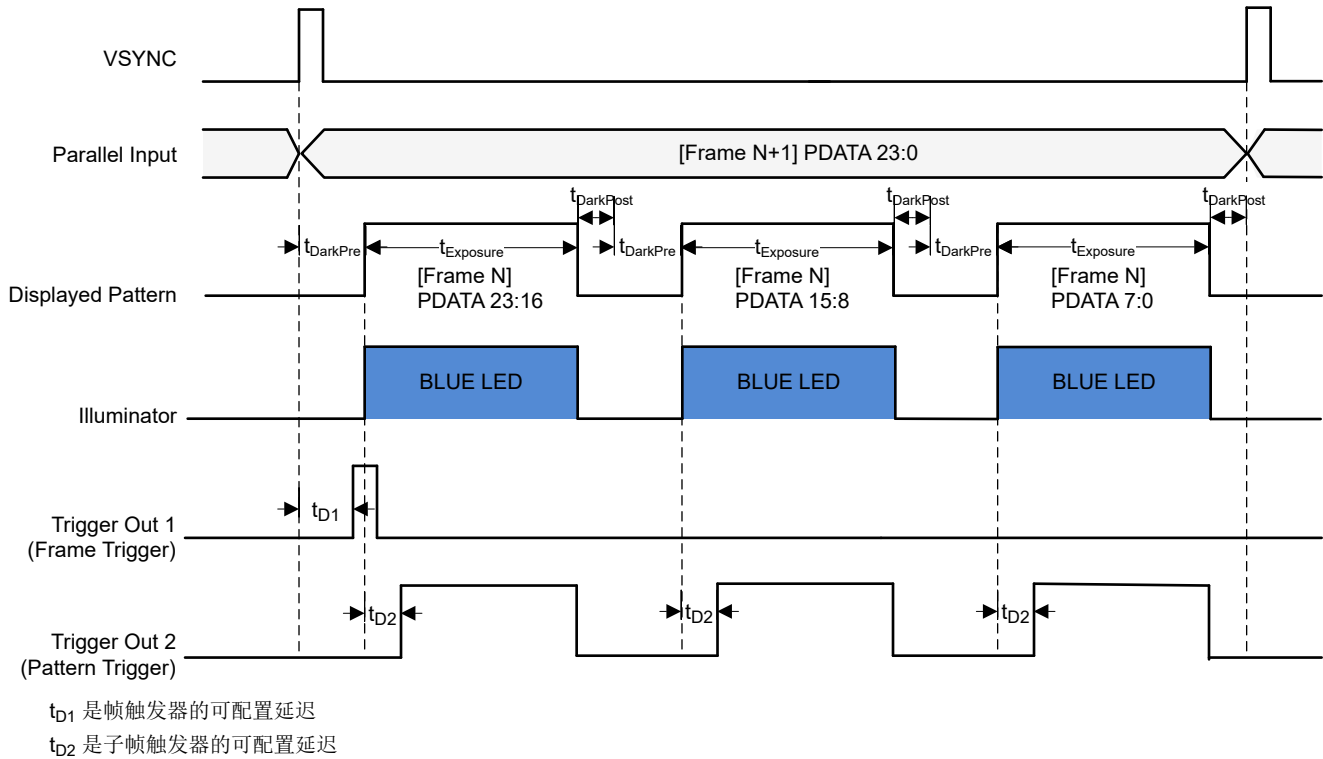 VSYNC
Parallel Input
[Frame N+1] PDATA 23:0
tDarkPost
tDarkPost
tDarkPost
tDarkPre
tExposure
tDarkPre
tExposure
tDarkPre
tExposure
Displayed Pattern
[Frame N]
PDATA 23:16
[Frame N]
PDATA 15:8
[Frame N]
PDATA 7:0
BLUE LED
BLUE LED
BLUE LED
Illuminator
tD1
Trigger Out 1
(Frame Trigger)
tD2
tD2
tD2
Trigger Out 2
(Pattern Trigger)
tD1 是帧触发器的可配置延迟
tD2 是子帧触发器的可配置延迟